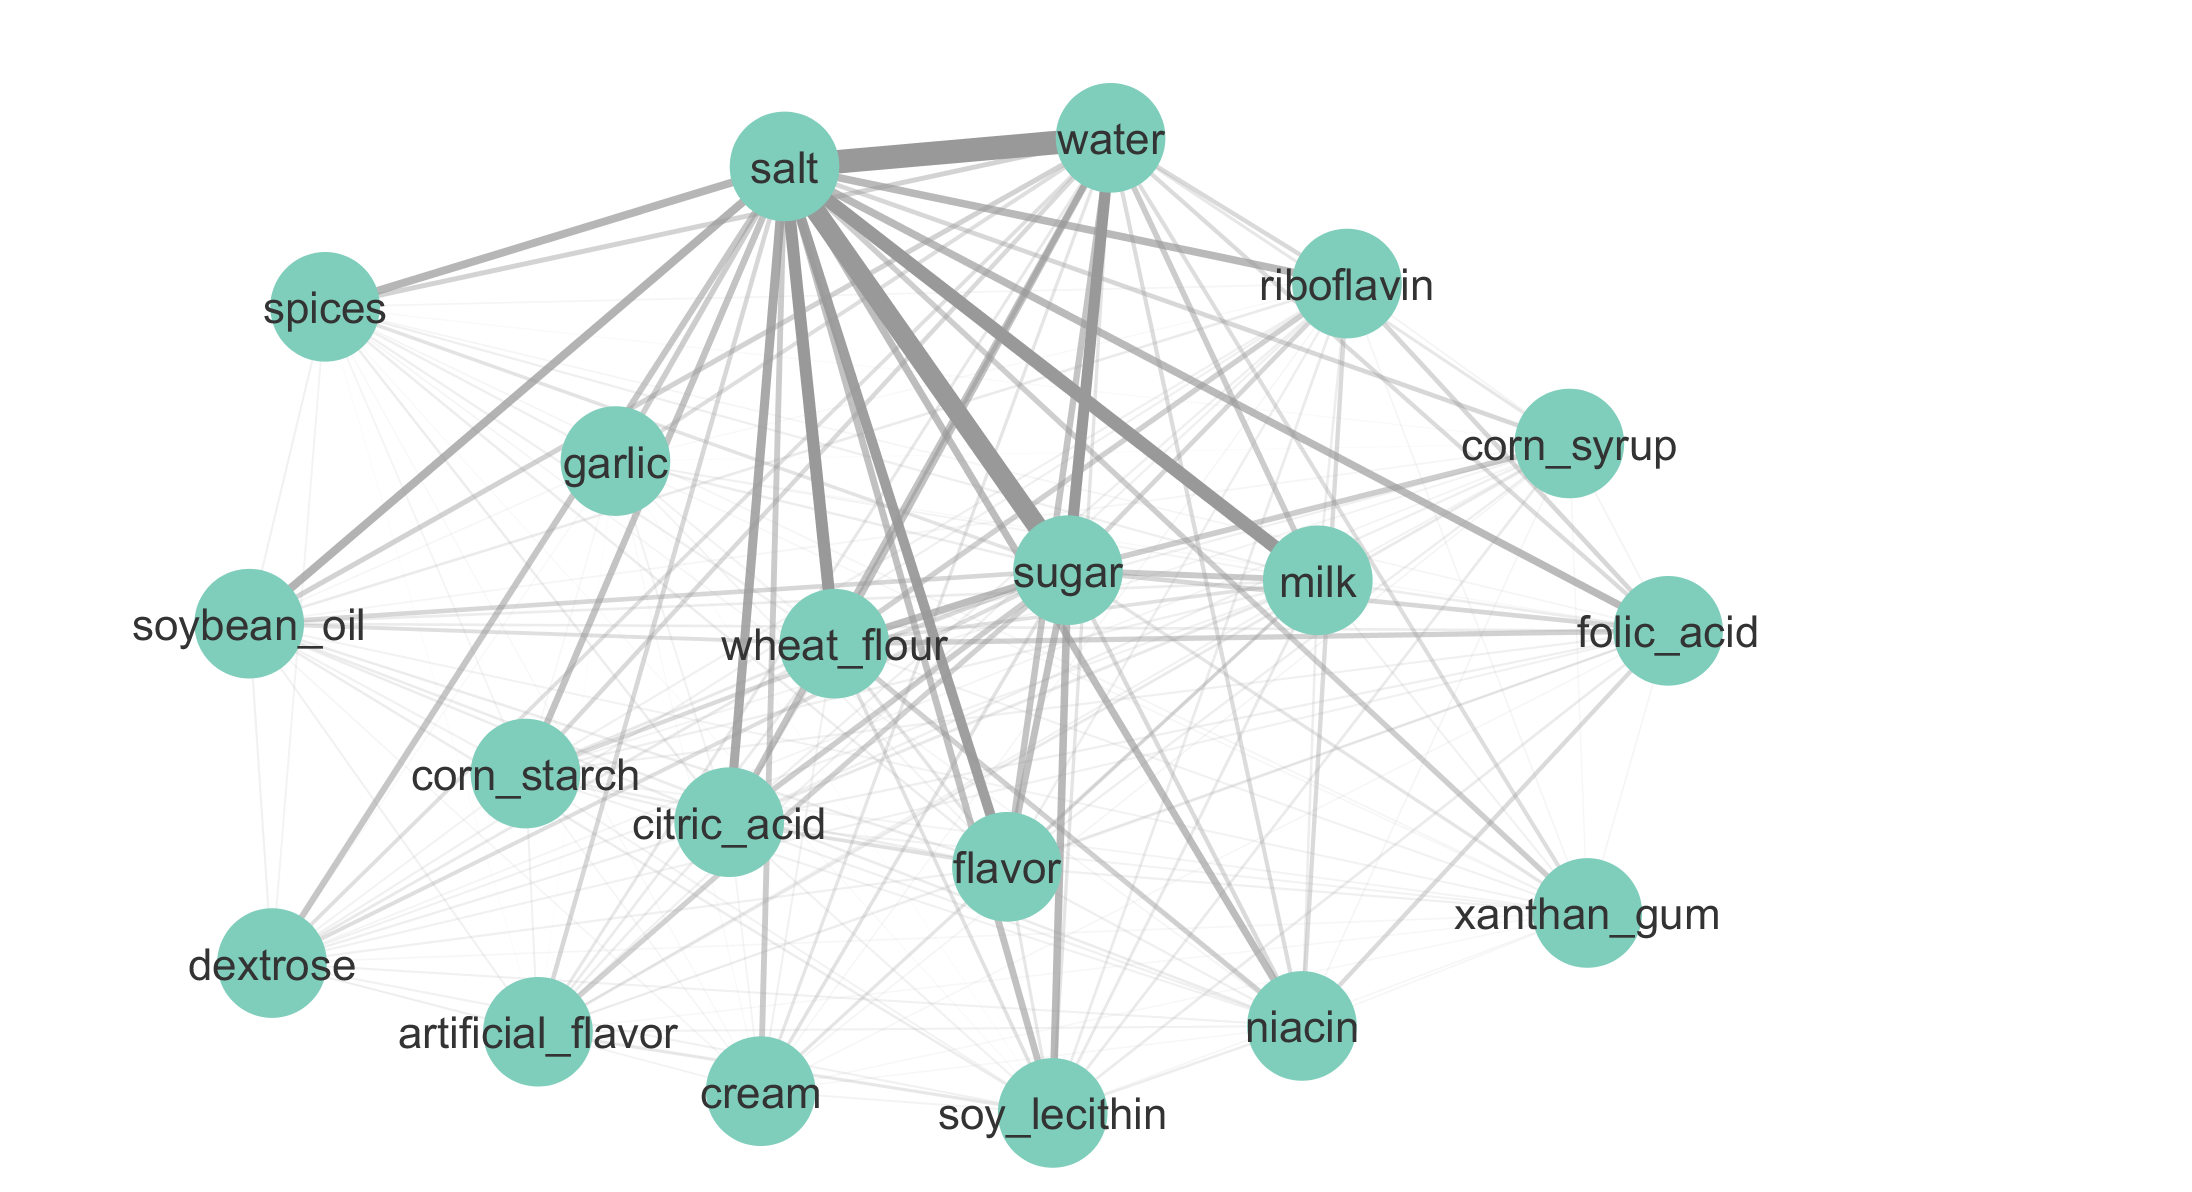 water
salt
riboflavin
spices
corn_syrup
garlic
sugar
milk
soybean_oil
wheat_flour
folic_acid
corn_starch
citric_acid
flavor
xanthan_gum
dextrose
artificial_flavor
niacin
cream
soy_lecithin